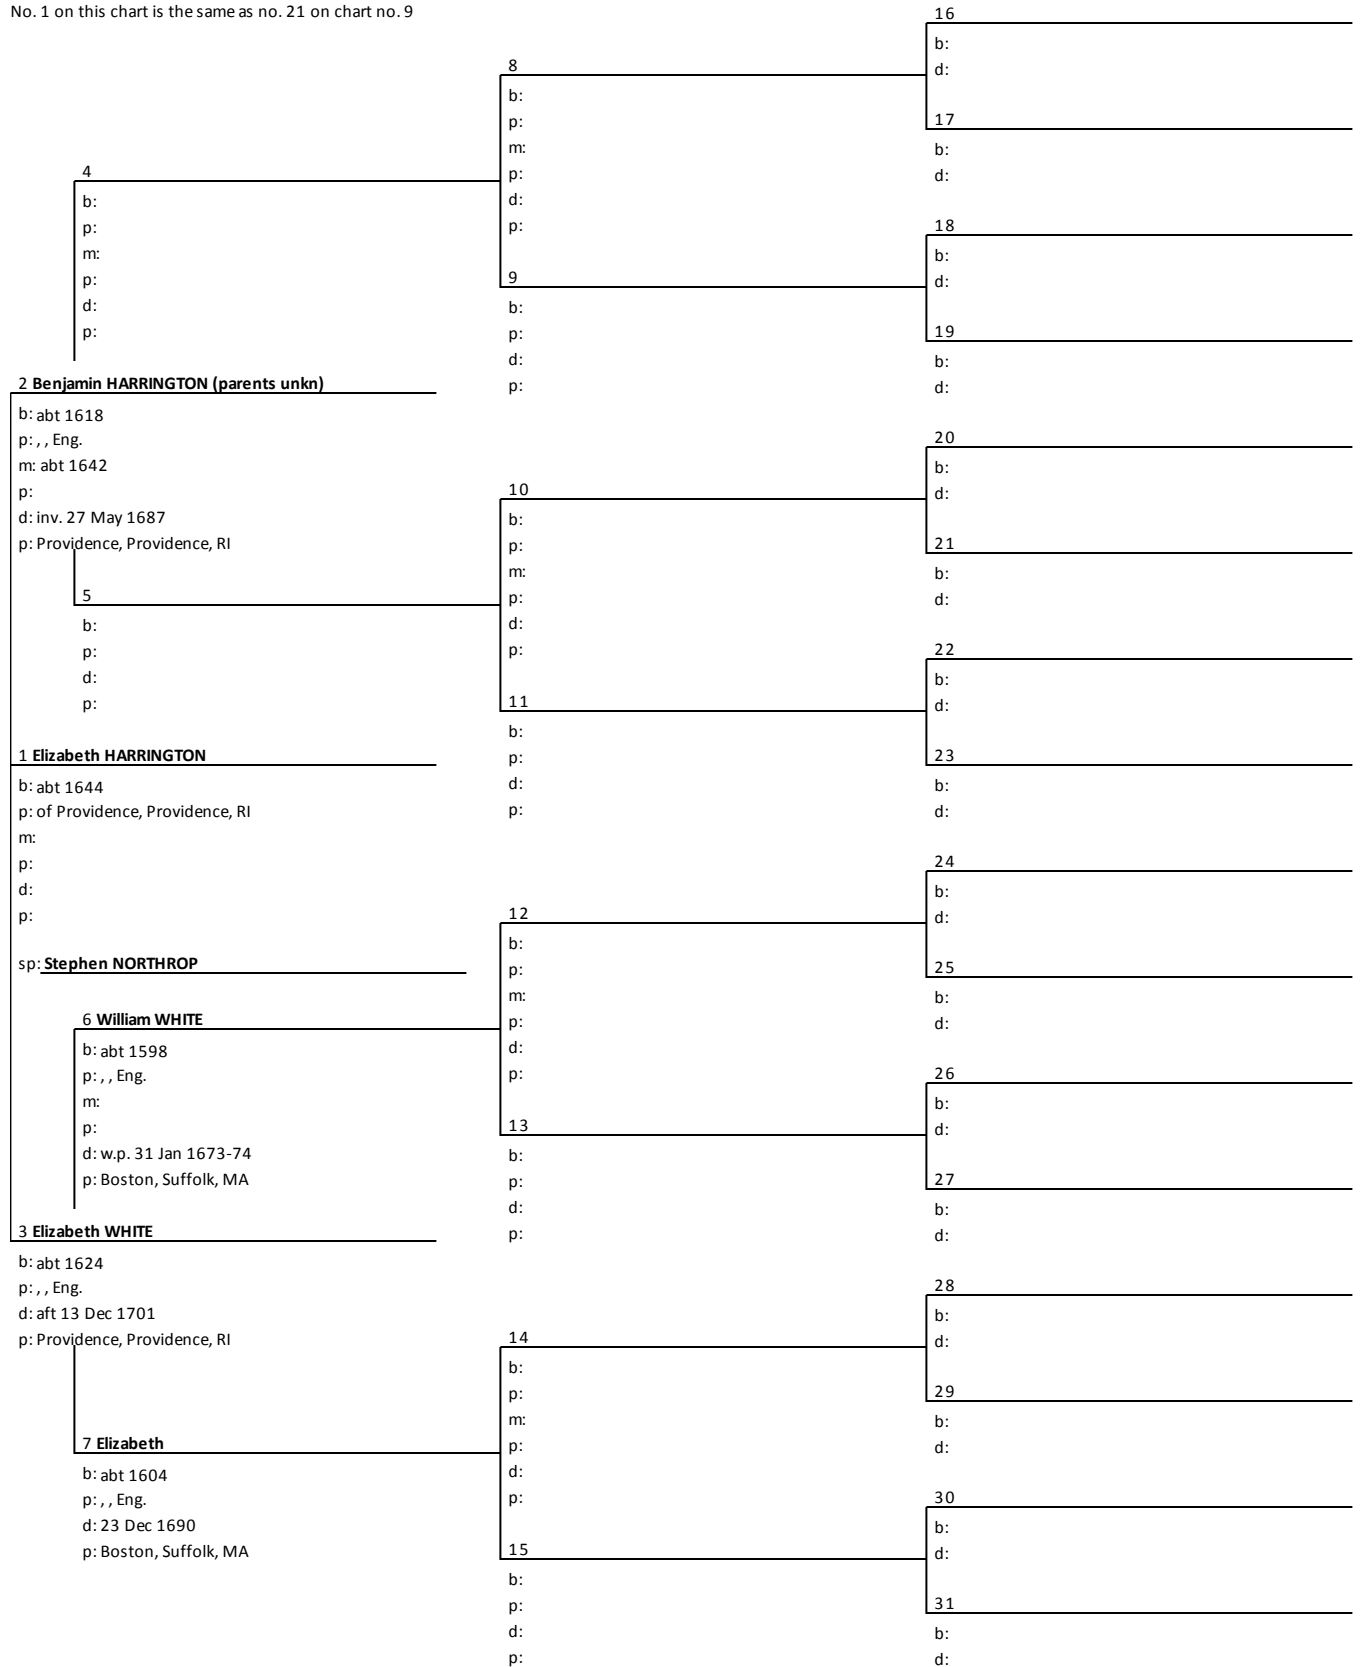 No. 1 on this chart is the same as no. 21 on chart no. 9
16
b:
d:
8
b:
p:
m:
p:
d:
p:
17
b:
d:
4
b:
p:
m:
p:
d:
p:
18
b:
d:
9
b:
p:
d:
p:
19
b:
d:
2 Benjamin HARRINGTON (parents unkn)
b: abt 1618
p: , , Eng.
m: abt 1642
p:
d: inv. 27 May 1687
p: Providence, Providence, RI
20
b:
d:
10
b:
p:
m:
p:
d:
p:
21
b:
d:
5
b:
p:
d:
p:
22
b:
d:
11
b:
p:
d:
p:
23
b:
d:
1 Elizabeth HARRINGTON
b: abt 1644
p: of Providence, Providence, RI
m:
p:
d:
p:
sp: Stephen NORTHROP
24
b:
d:
12
b:
p:
m:
p:
d:
p:
25
b:
d:
6 William WHITE
b: abt 1598
p: , , Eng.
m:
p:
d: w.p. 31 Jan 1673-74
p: Boston, Suffolk, MA
26
b:
d:
13
b:
p:
d:
p:
27
b:
d:
3 Elizabeth WHITE
b: abt 1624
p: , , Eng.
d: aft 13 Dec 1701
p: Providence, Providence, RI
28
b:
d:
14
b:
p:
m:
p:
d:
p:
29
b:
d:
7 Elizabeth
b: abt 1604
p: , , Eng.
d: 23 Dec 1690
p: Boston, Suffolk, MA
30
b:
d:
15
b:
p:
d:
p:
31
b:
d: